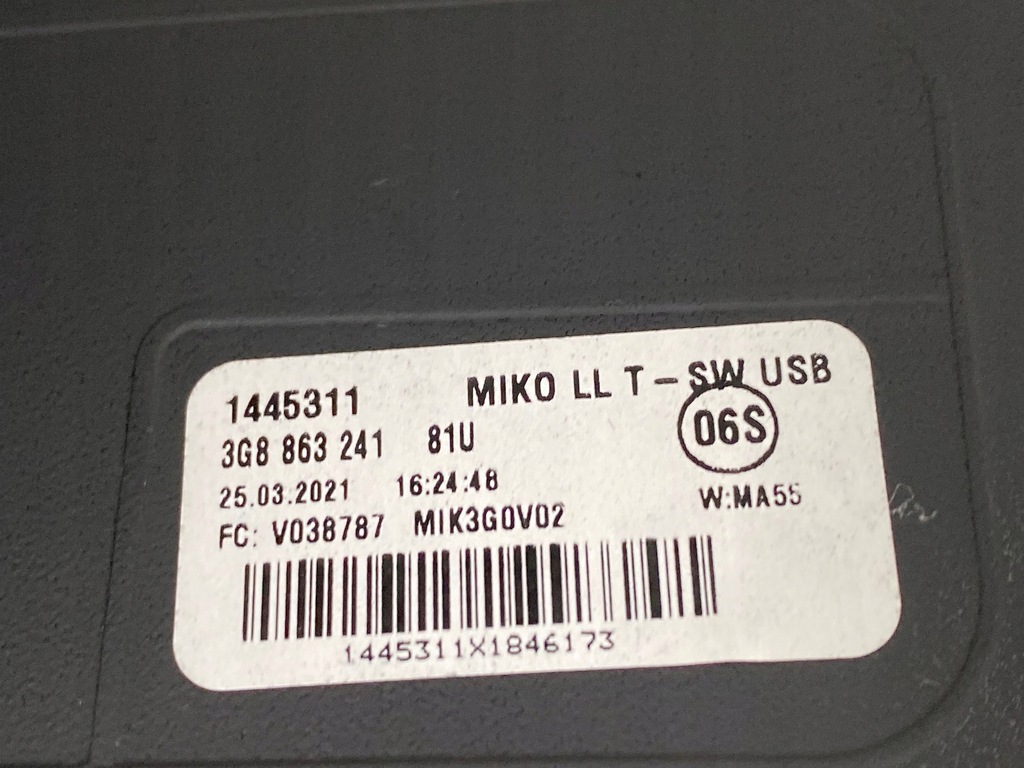 1445311 MIKO LL T-SW USB
3G8 863 241 81U 06S
25.03.2021 16:24:48 W:MA5S
FC: V038787 MIK3G0V02
1445311X1846173